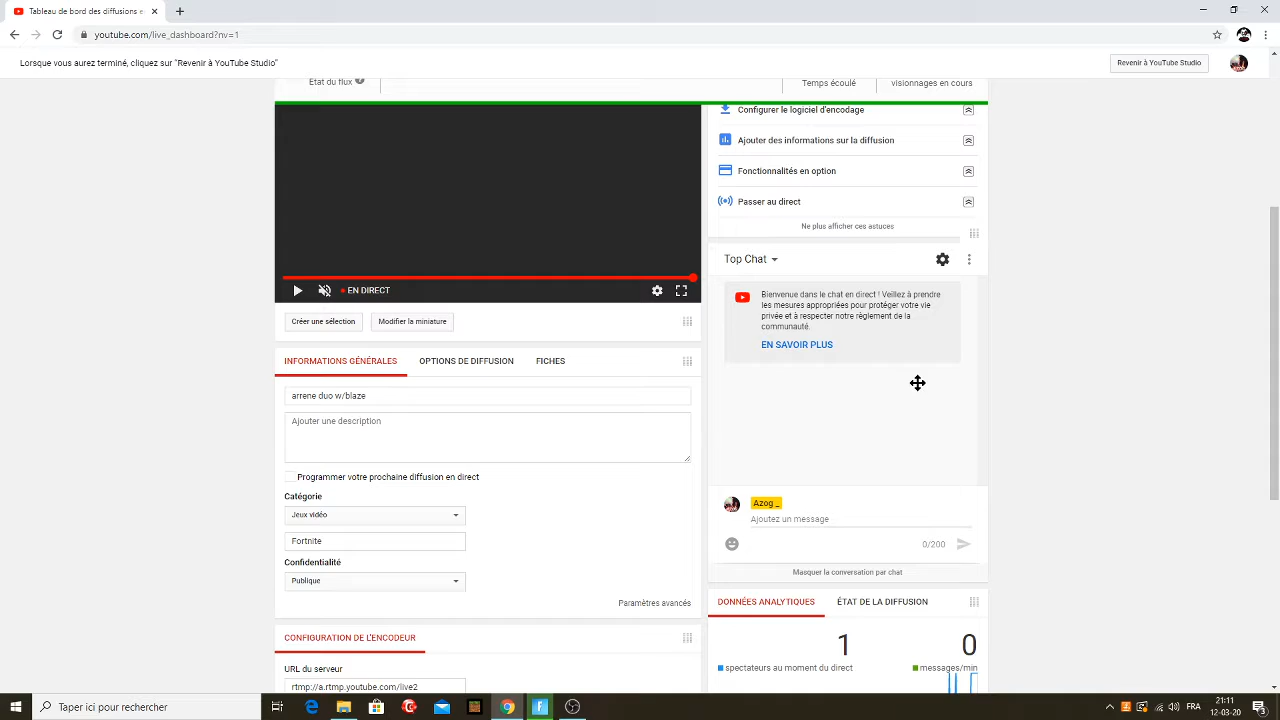 Tableau de bord des diffusions e
youtube.com/live_dashboard?nv=1
Lorsque vous aurez terminé, cliquez sur "Revenir à YouTube Studio"
Revenir à YouTube Studio
État du flux
Temps écoulé
visionnages en cours
Configurer le logiciel d'encodage
Ajouter des informations sur la diffusion
Fonctionnalités en option
Passer au direct
Ne plus afficher ces astuces
EN DIRECT
Créer une sélection
Modifier la miniature
Top Chat
Bienvenue dans le chat en direct ! Veillez à prendre
les mesures appropriées pour protéger votre vie
privée et à respecter notre règlement de la
communauté.
EN SAVOIR PLUS
INFORMATIONS GÉNÉRALES
OPTIONS DE DIFFUSION
FICHES
arrene duo w/blaze
Ajouter une description
Programmer votre prochaine diffusion en direct
Catégorie
Jeux vidéo
Fortnite
Confidentialité
Publique
Paramètres avancés
Azog _
Ajoutez un message
0/200
Masquer la conversation par chat
DONNÉES ANALYTIQUES
ÉTAT DE LA DIFFUSION
1
0
spectateurs au moment du direct
messages/min
CONFIGURATION DE L'ENCODEUR
URL du serveur
rtmp://a.rtmp.youtube.com/live2
Taper ici pour rechercher
FRA
21:11
12-03-20